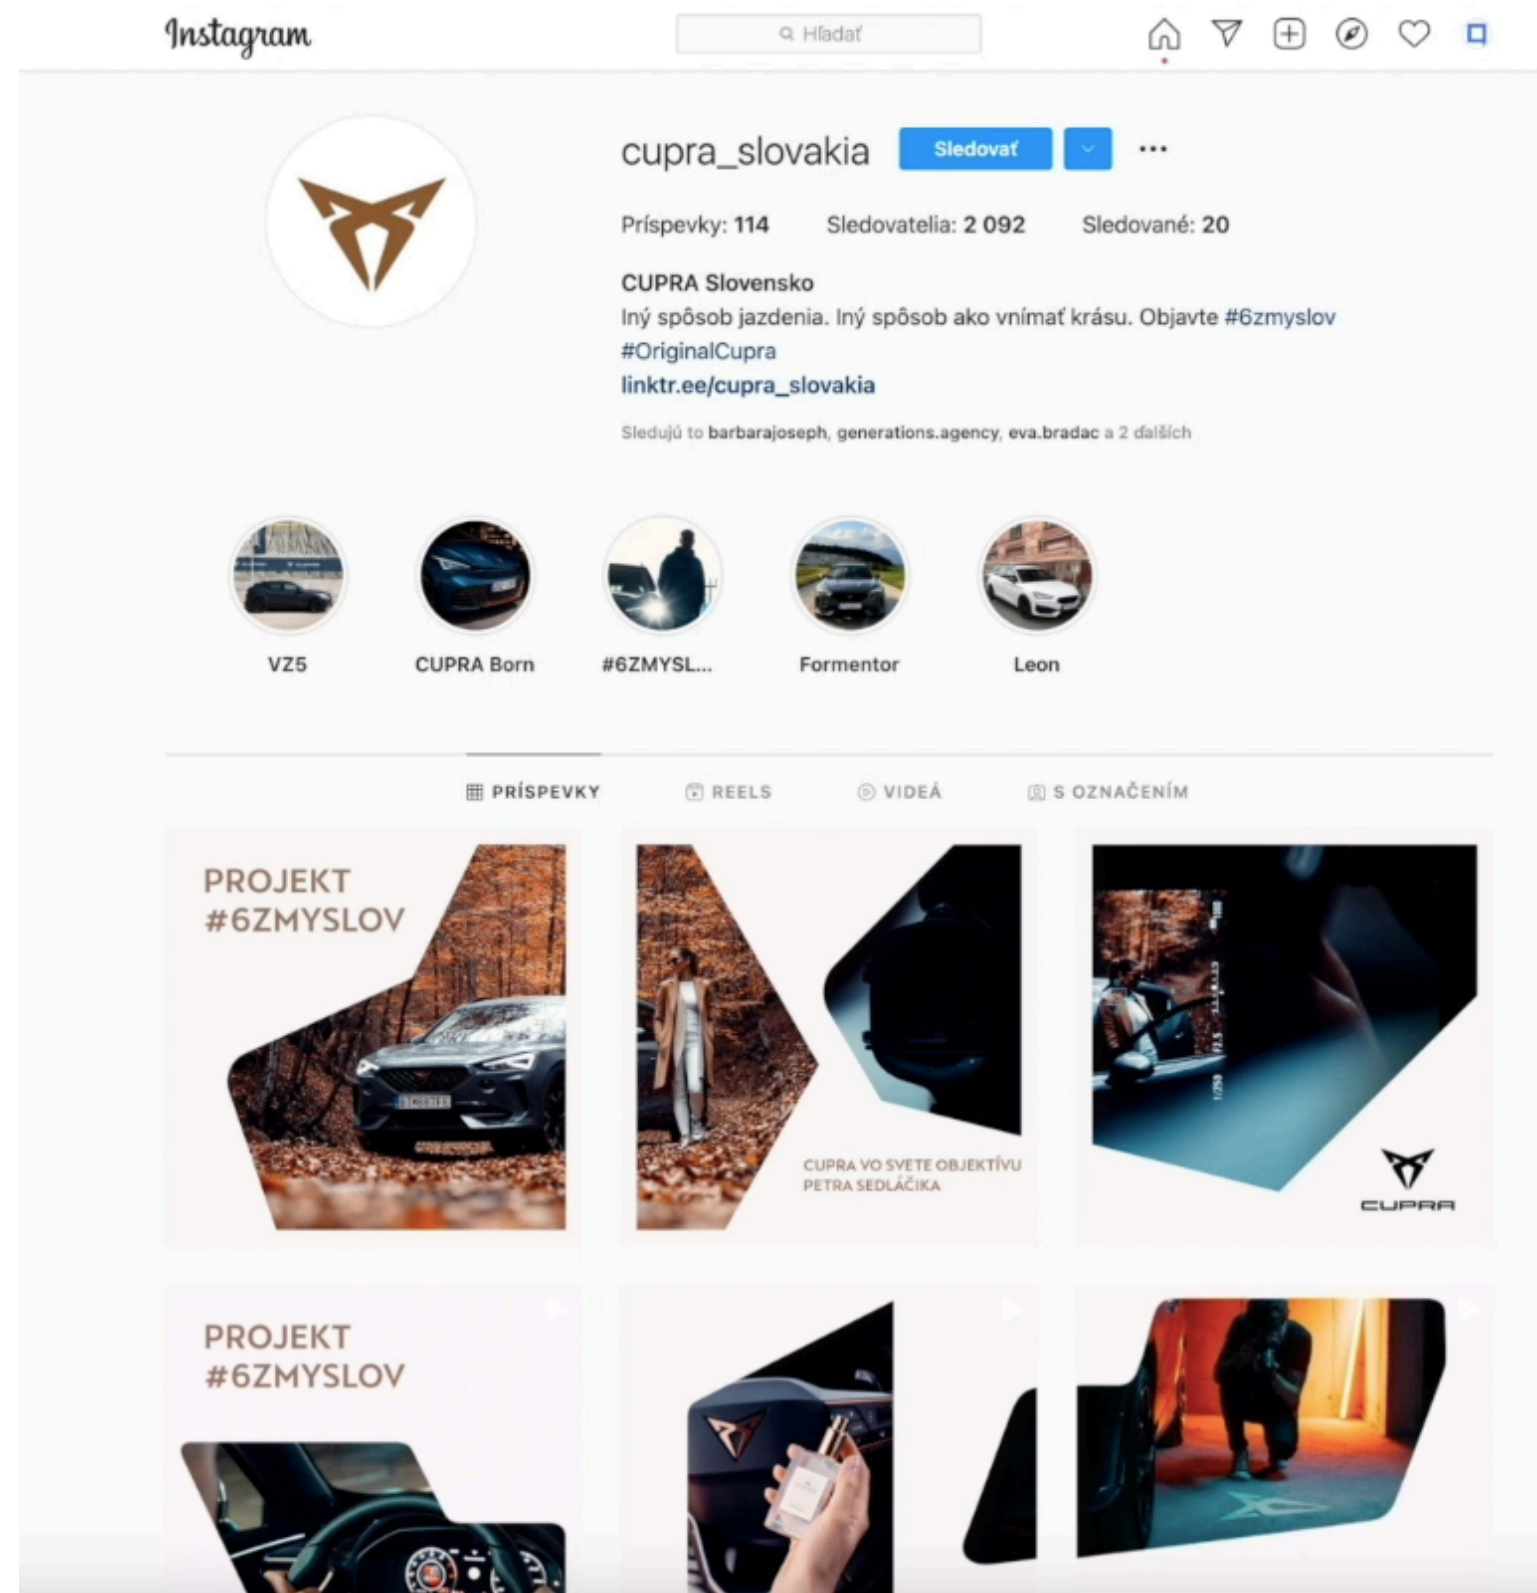 Instagram
Hľadať
cupra_slovakia
Sledovať
Príspevky: 114 Sledovatelia: 2 092 Sledované: 20
CUPRA Slovensko
Iný spôsob jazdenia. Iný spôsob ako vnímať krásu. Objavte #6zmyslov
#OriginalCupra
linktr.ee/cupra_slovakia
Sledujú to barbarajoseph, generations.agency, eva.bradac a 2 ďalších
VZ5 CUPRA Born #6ZMYSL... Formentor Leon
PRÍSPEVKY REELS VIDEÁ S OZNAČENÍM
PROJEKT
#6ZMYSLOV
CUPRA VO SVETE OBJEKTÍVU
PETRA SEDLÁČIKA
1/250
CUPRA
PROJEKT
#6ZMYSLOV